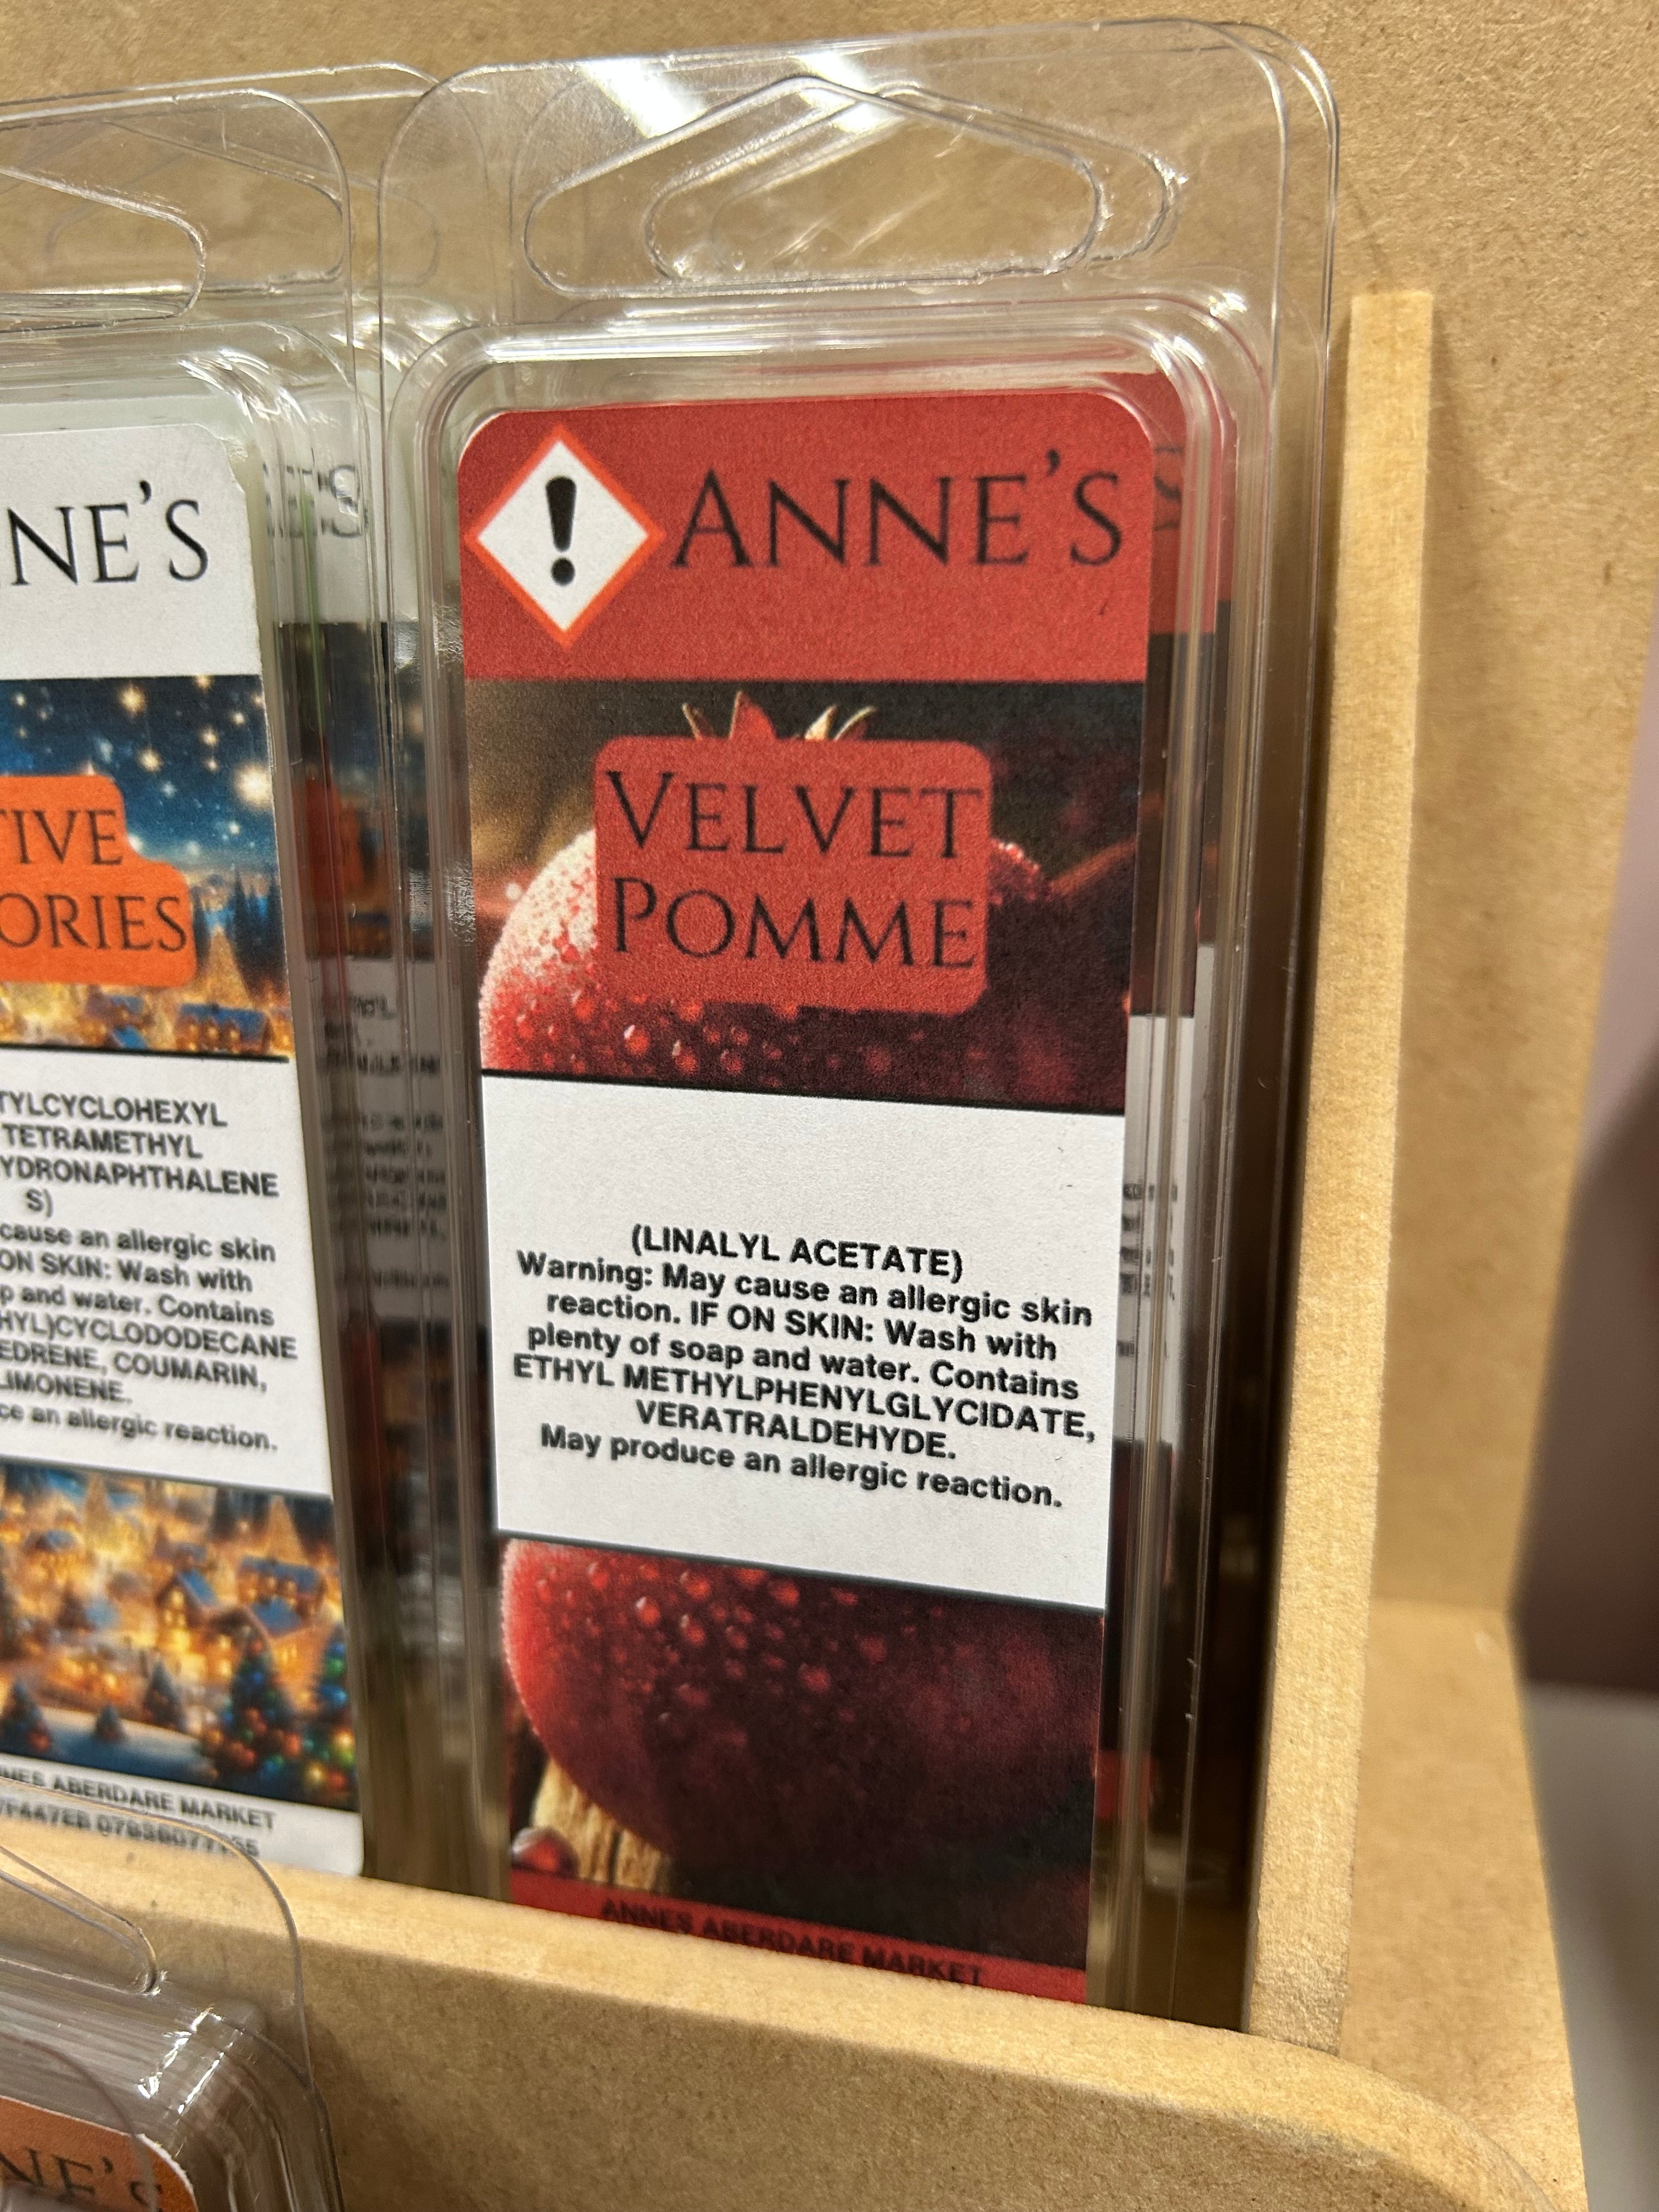 NNE'S
TIVE
ORIES
TYLCYCLOHEXYL
TETRAMETHYL
YDRONAPHTHALENE
S)
cause an allergic skin
ON SKIN: Wash with
p and water. Contains
HYL)CYCLODODECANE
EDRENE, COUMARIN,
LIMONENE.
ce an allergic reaction.
NNES ABERDARE MARKET
ANNE'S
VELVET
POMME
(LINALYL ACETATE)
Warning: May cause an allergic skin
reaction. IF ON SKIN: Wash with
plenty of soap and water. Contains
ETHYL METHYLPHENYLGLYCIDATE,
VERATRALDEHYDE.
May produce an allergic reaction.
ANNES ABERDARE MARKET
NNE'S